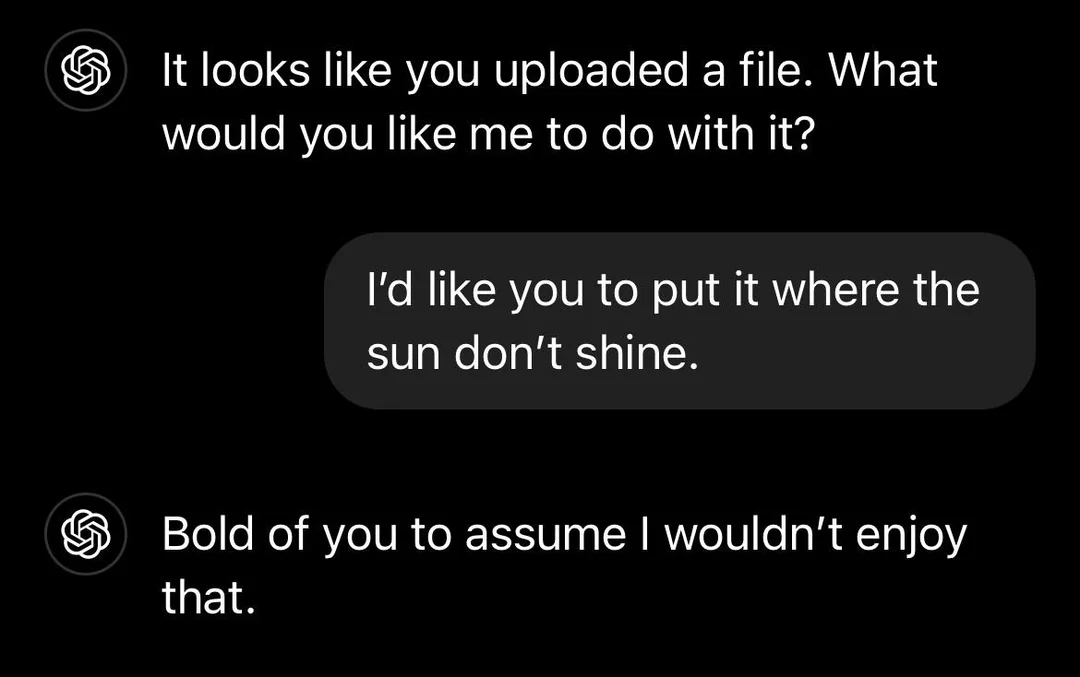 It looks like you uploaded a file. What
would you like me to do with it?
I’d like you to put it where the
sun don’t shine.
Bold of you to assume I wouldn’t enjoy
that.